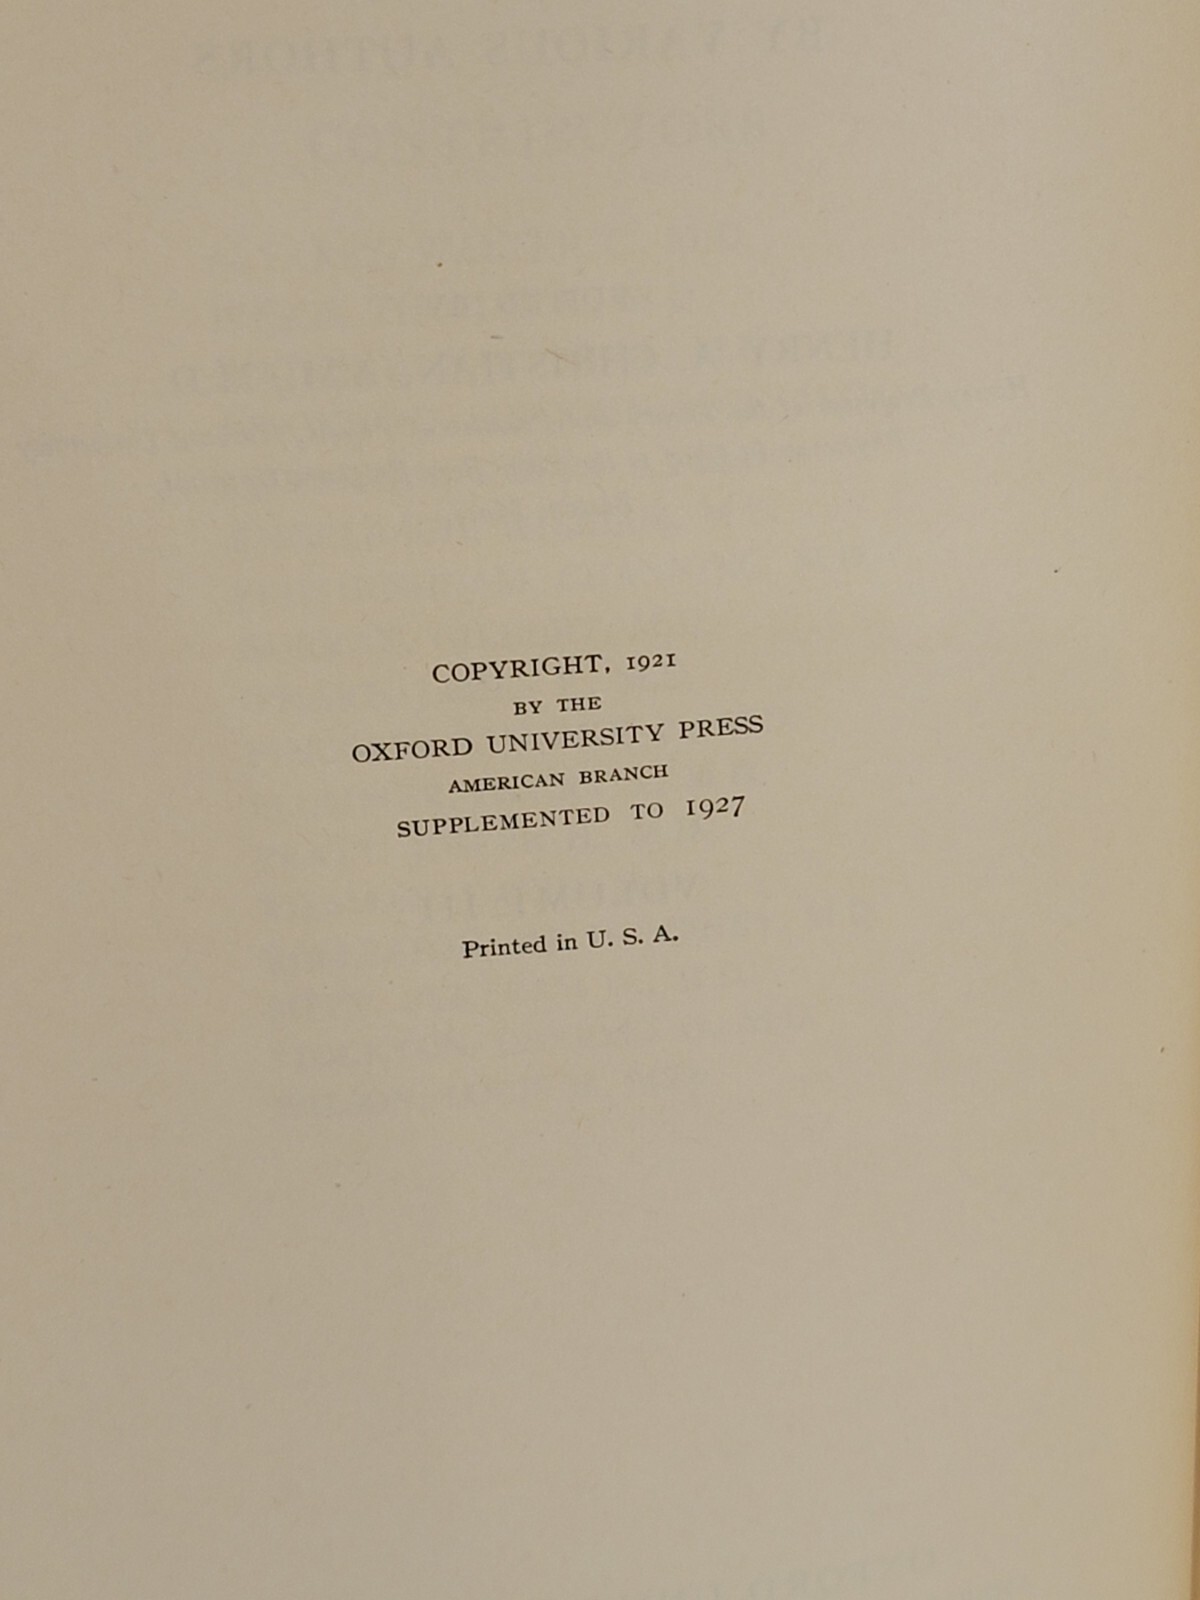 COPYRIGHT, 1921
BY THE
OXFORD UNIVERSITY PRESS
AMERICAN BRANCH
SUPPLEMENTED TO 1927
Printed in U. S. A.